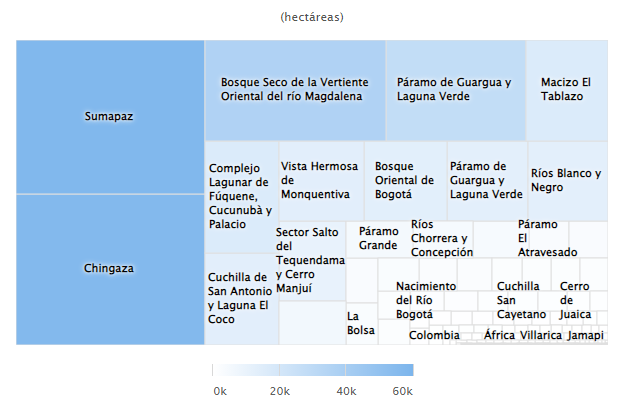 (hectáreas)
Sumapaz
Chingaza
Bosque Seco de la Vertiente
Oriental del río Magdalena
Páramo de Guargua y
Laguna Verde
Macizo El
Tablazo
Complejo
Lagunar de
Fúquene,
Cucunubà y
Palacio
Vista Hermosa
de
Monquentiva
Bosque
Oriental de
Bogotá
Páramo de
Guargua y
Laguna Verde
Ríos Blanco y
Negro
Cuchilla de
San Antonio
y Laguna El
Coco
Sector Salto
del
Tequendama
y Cerro
Manjuí
Páramo
Grande
Ríos
Chorrera y
Concepción
Páramo
El
Atravesado
La
Bolsa
Nacimiento
del Río
Bogotá
Cuchilla
San
Cayetano
Cerro
de
Juaica
Colombia
África
Villarica
Jamapi
0k
20k
40k
60k